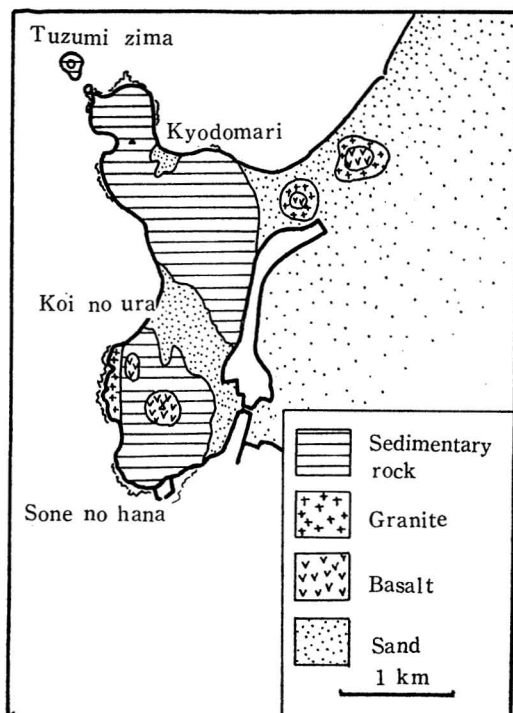 Tuzumi zima
Kyodomari
Koi no ura
Sone no hana
Sedimentary
rock
Granite
Basalt
Sand
1 km